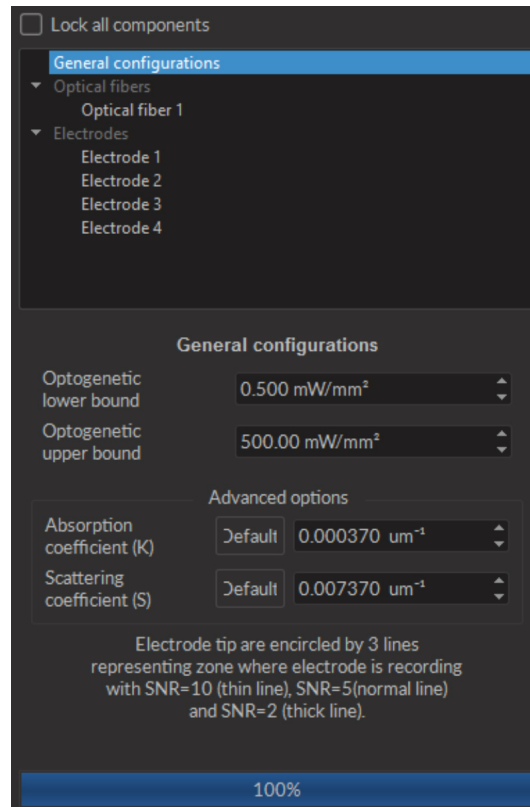 Lock all components
General configurations
Optical fibers
Optical fiber 1
Electrodes
Electrode 1
Electrode 2
Electrode 3
Electrode 4
General configurations
Optogenetic
lower bound
0.500 mW/mm²
Optogenetic
upper bound
500.00 mW/mm²
Advanced options
Absorption
coefficient (K)
Default
0.000370 um⁻¹
Scattering
coefficient (S)
Default
0.007370 um⁻¹
Electrode tip are encircled by 3 lines
representing zone where electrode is recording
with SNR=10 (thin line), SNR=5(normal line)
and SNR=2 (thick line).
100%